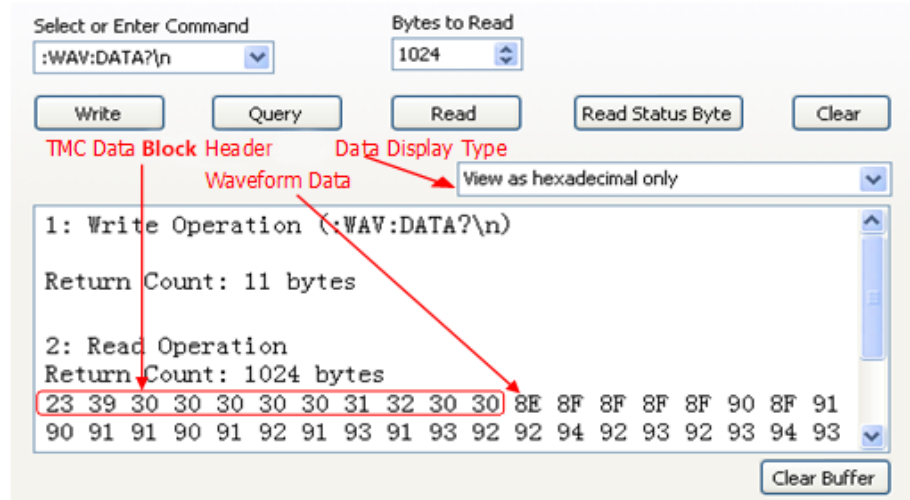 Select or Enter Command
Bytes to Read
:WAV:DATA?\n
1024
Write
Query
Read
Read Status Byte
Clear
TMC Data Block Header
Data Display Type
Waveform Data
View as hexadecimal only
1: Write Operation (:WAV:DATA?\n)
Return Count: 11 bytes
2: Read Operation
Return Count: 1024 bytes
23 39 30 30 30 30 30 31 32 30 30 8E 8F 8F 8F 8F 90 8F 91
90 91 91 90 91 92 91 93 91 93 92 92 94 92 93 92 93 94 93
Clear Buffer